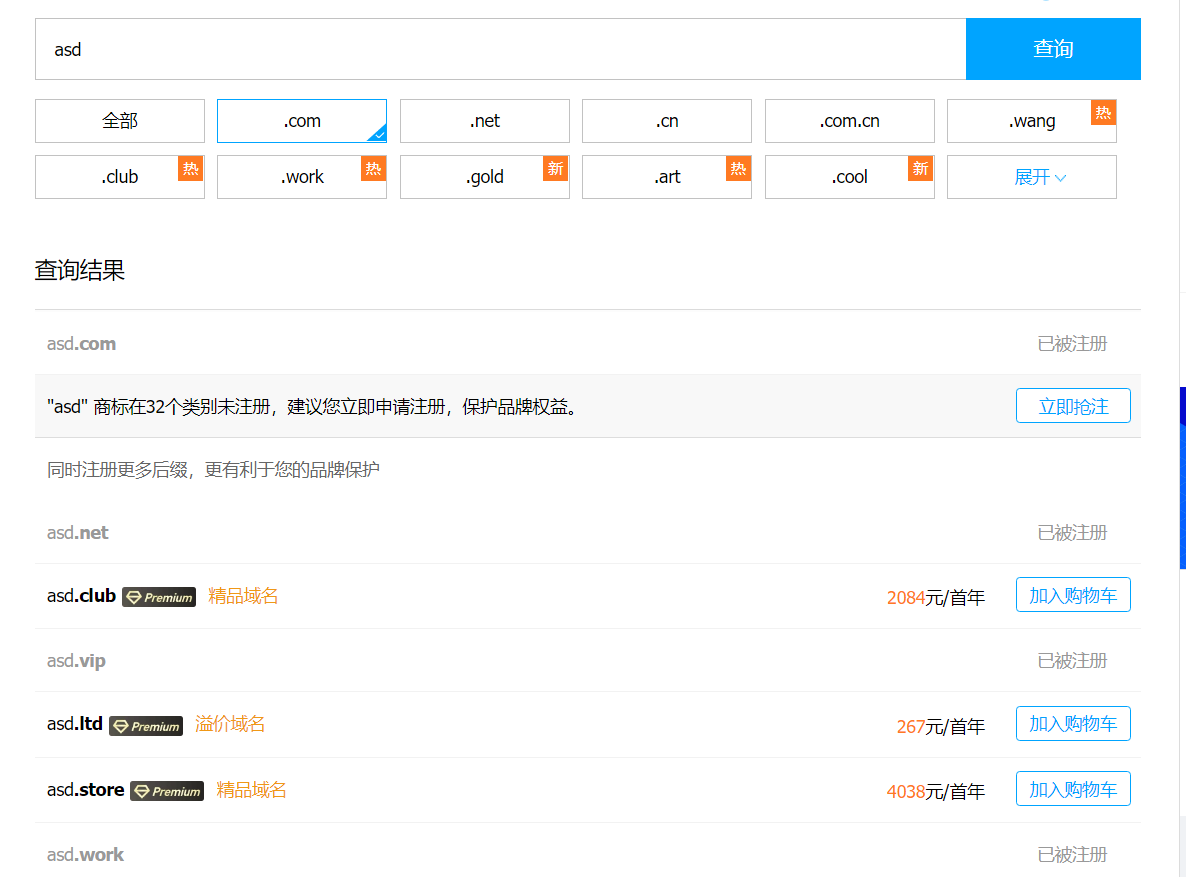 asd 查询
全部 .com .net .cn .com.cn .wang 热
.club 热 .work 热 .gold 新 .art 热 .cool 新 展开
查询结果
asd.com 已被注册
"asd" 商标在32个类别未注册，建议您立即申请注册，保护品牌权益。 立即抢注
同时注册更多后缀，更有利于您的品牌保护
asd.net 已被注册
asd.club Premium 精品域名 2084元/首年 加入购物车
asd.vip 已被注册
asd.ltd Premium 溢价域名 267元/首年 加入购物车
asd.store Premium 精品域名 4038元/首年 加入购物车
asd.work 已被注册